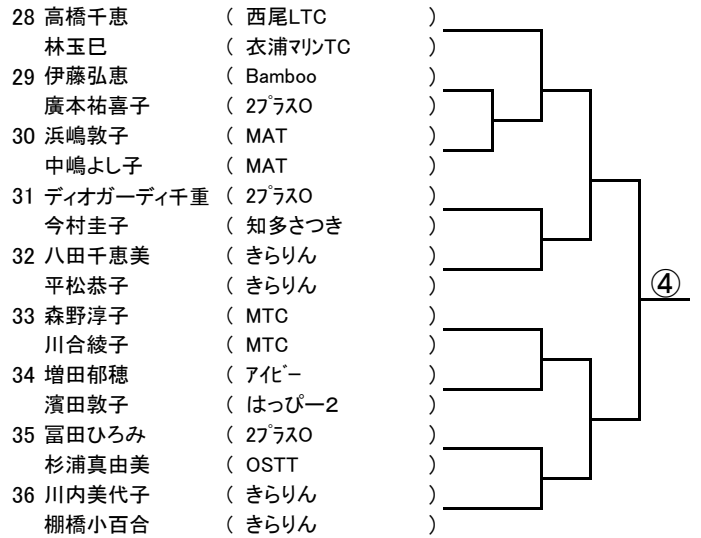 28 高橋千恵 ( 西尾LTC )
林玉巳 ( 衣浦ﾏﾘﾝTC )
29 伊藤弘恵 ( Bamboo )
廣本祐喜子 ( 2ﾌﾟﾗｽO )
30 浜嶋敦子 ( MAT )
中嶋よし子 ( MAT )
31 ディオガーディ千重 ( 2ﾌﾟﾗｽO )
今村圭子 ( 知多さつき )
32 八田千恵美 ( きらりん )
平松恭子 ( きらりん )
④
33 森野淳子 ( MTC )
川合綾子 ( MTC )
34 増田郁穂 ( ｱｲﾋﾞｰ )
濱田敦子 ( はっぴー2 )
35 冨田ひろみ ( 2ﾌﾟﾗｽO )
杉浦真由美 ( OSTT )
36 川内美代子 ( きらりん )
棚橋小百合 ( きらりん )